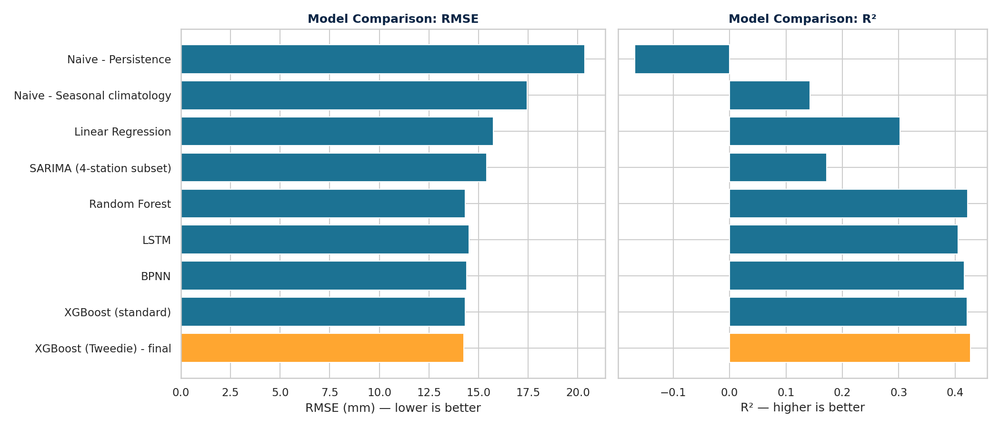 Model Comparison: RMSE
Model Comparison: R²
Naive - Persistence
Naive - Seasonal climatology
Linear Regression
SARIMA (4-station subset)
Random Forest
LSTM
BPNN
XGBoost (standard)
XGBoost (Tweedie) - final
0.0 2.5 5.0 7.5 10.0 12.5 15.0 17.5 20.0
−0.1 0.0 0.1 0.2 0.3 0.4
RMSE (mm) — lower is better
R² — higher is better